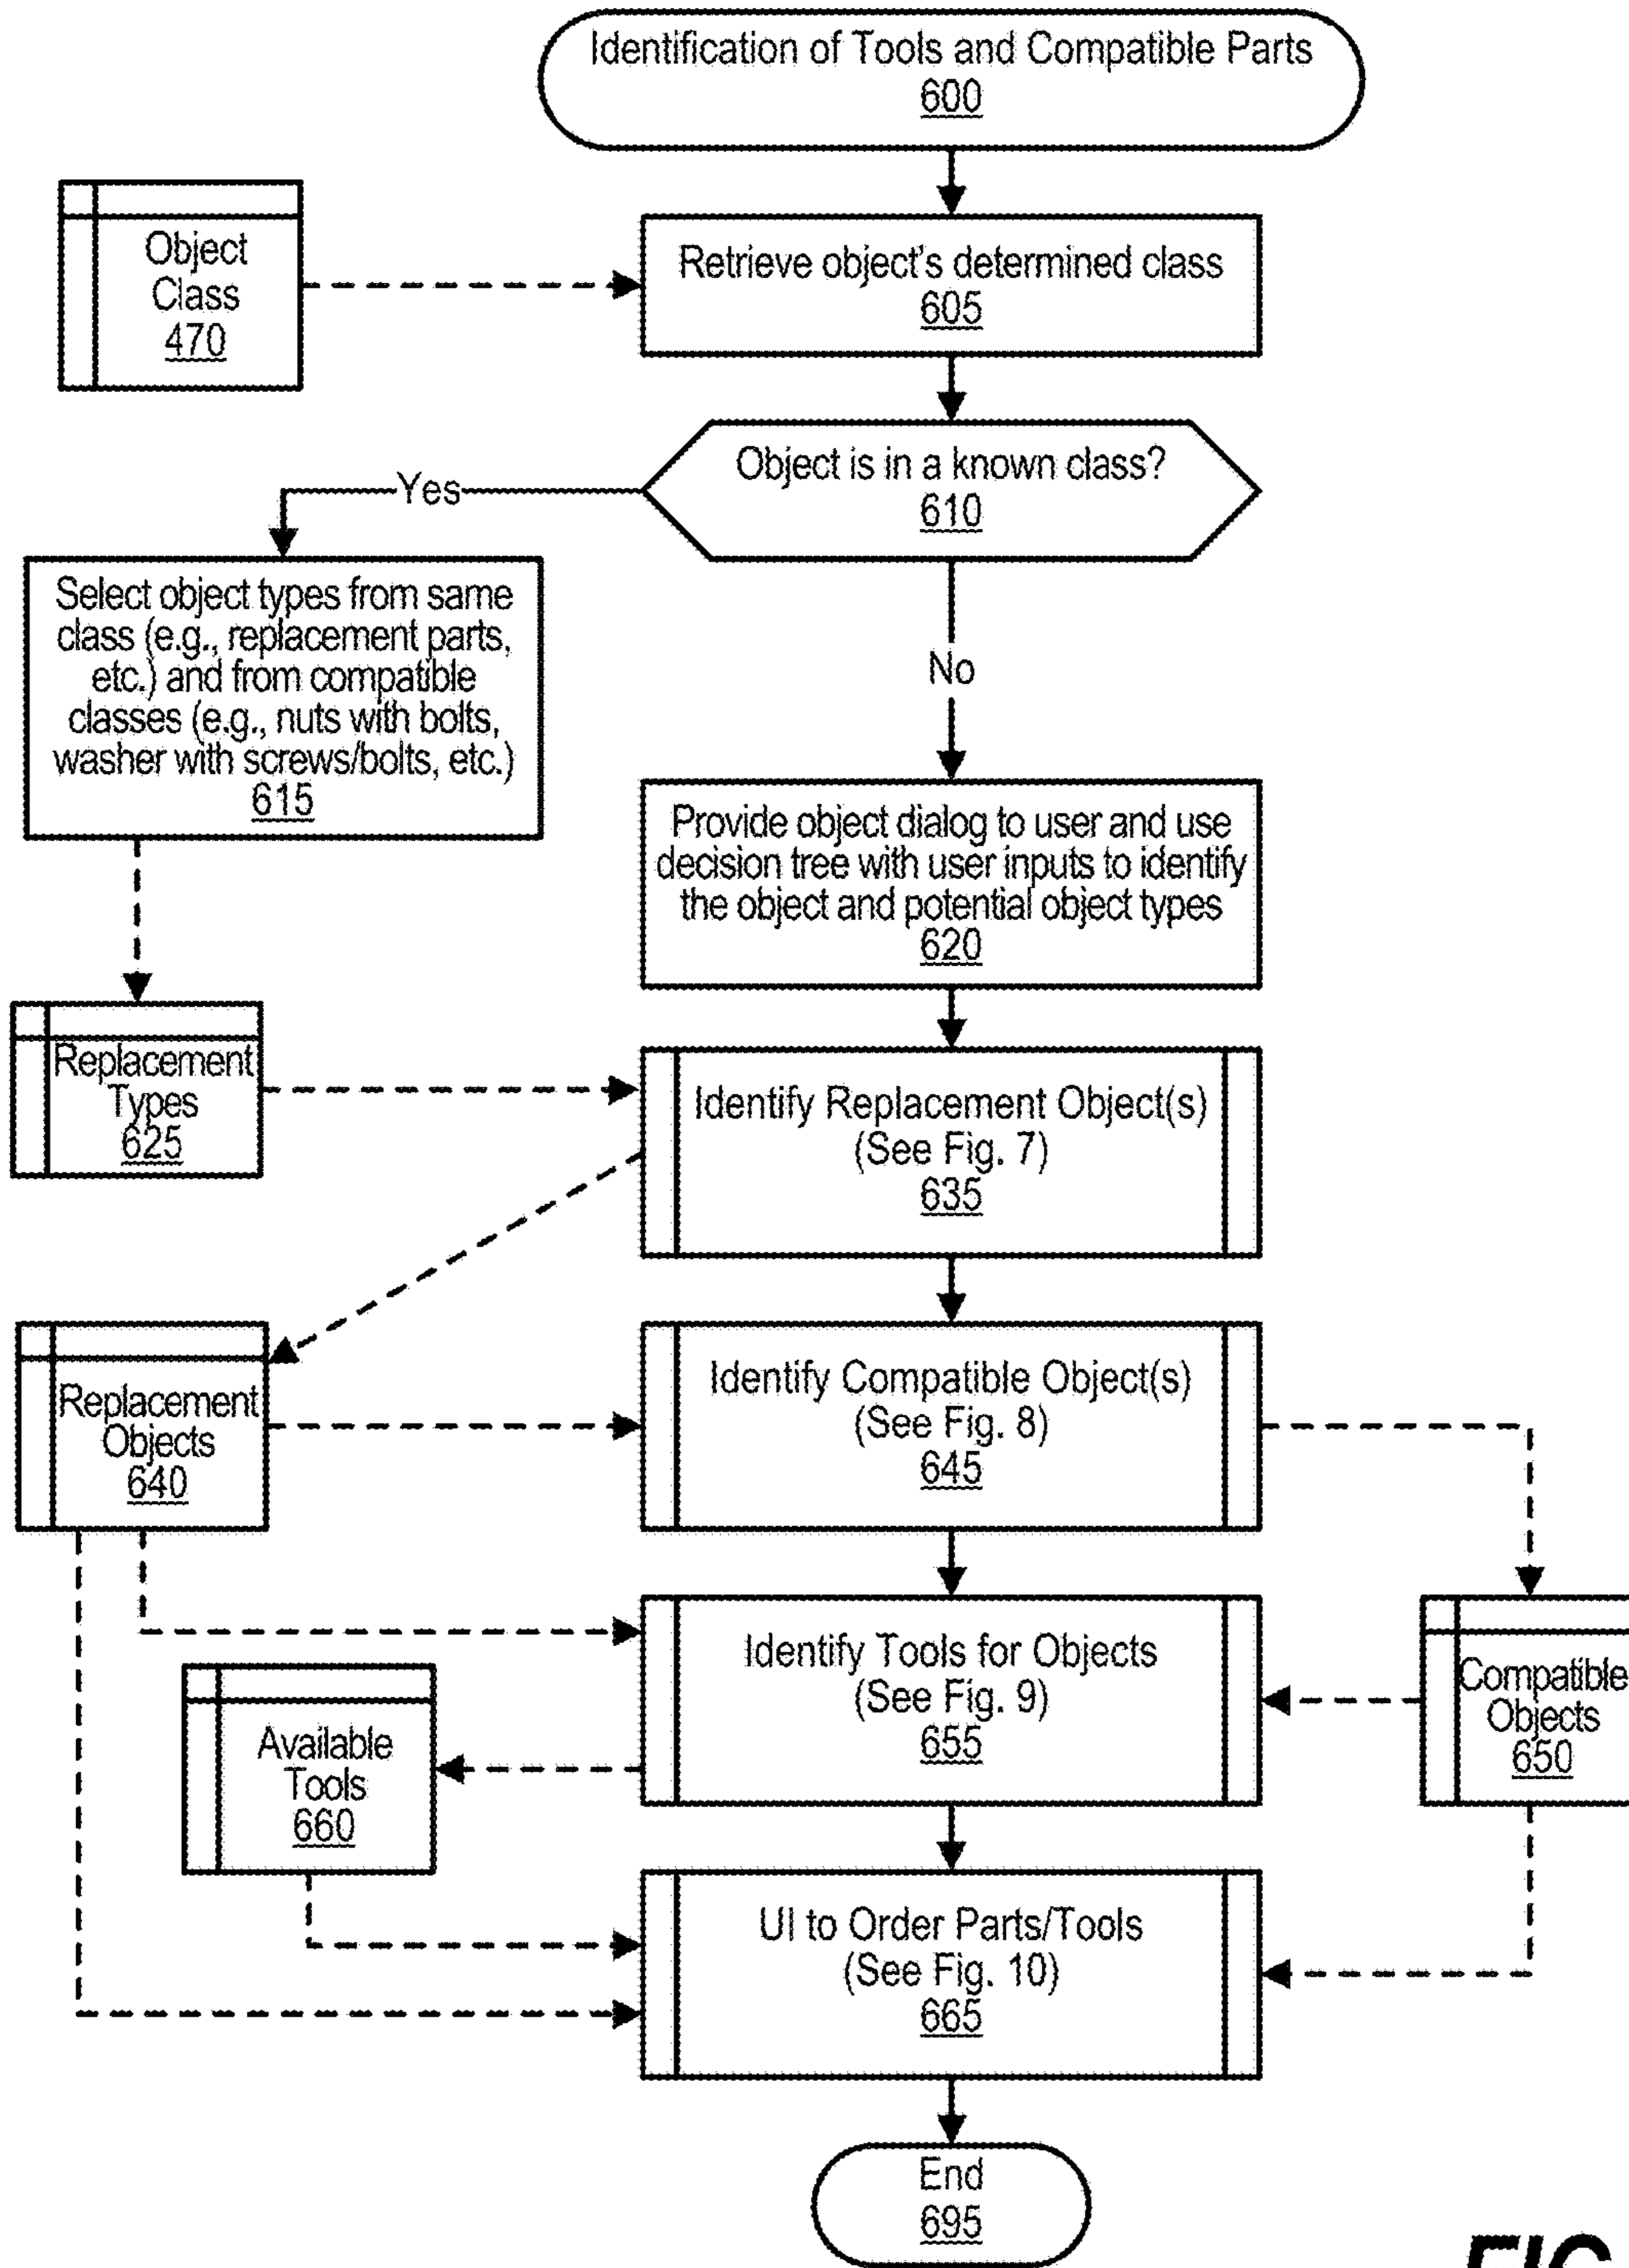 Identification of Tools and Compatible Parts
600
Object
Class
470
Retrieve object's determined class
605
Object is in a known class?
610
Yes
No
Select object types from same
class (e.g., replacement parts,
etc.) and from compatible
classes (e.g., nuts with bolts,
washer with screws/bolts, etc.)
615
Provide object dialog to user and use
decision tree with user inputs to identify
the object and potential object types
620
Replacement
Types
625
Identify Replacement Object(s)
(See Fig. 7)
635
Replacement
Objects
640
Identify Compatible Object(s)
(See Fig. 8)
645
Identify Tools for Objects
(See Fig. 9)
655
Compatible
Objects
650
Available
Tools
660
UI to Order Parts/Tools
(See Fig. 10)
665
End
695